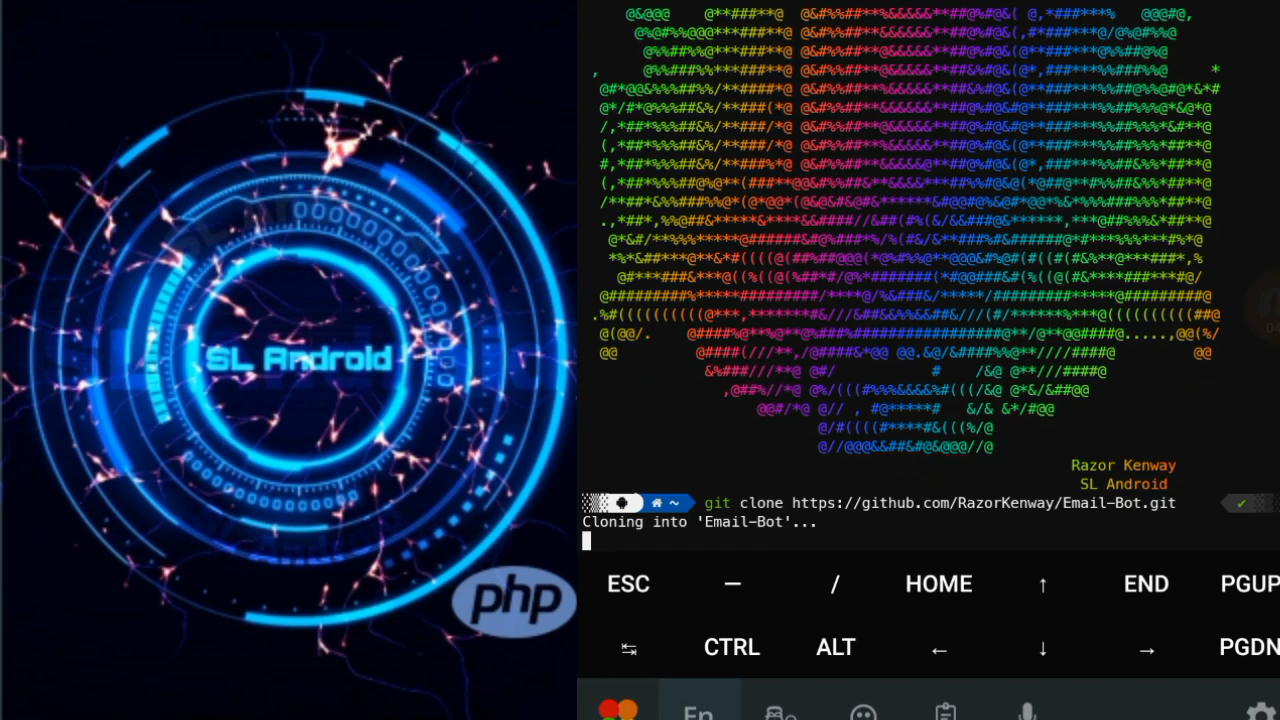 SL Android
php
Razor Kenway
SL Android
~ git clone https://github.com/RazorKenway/Email-Bot.git ✔
Cloning into 'Email-Bot'...
ESC — / HOME ↑ END PGUP
⇆ CTRL ALT ← ↓ → PGDN
En